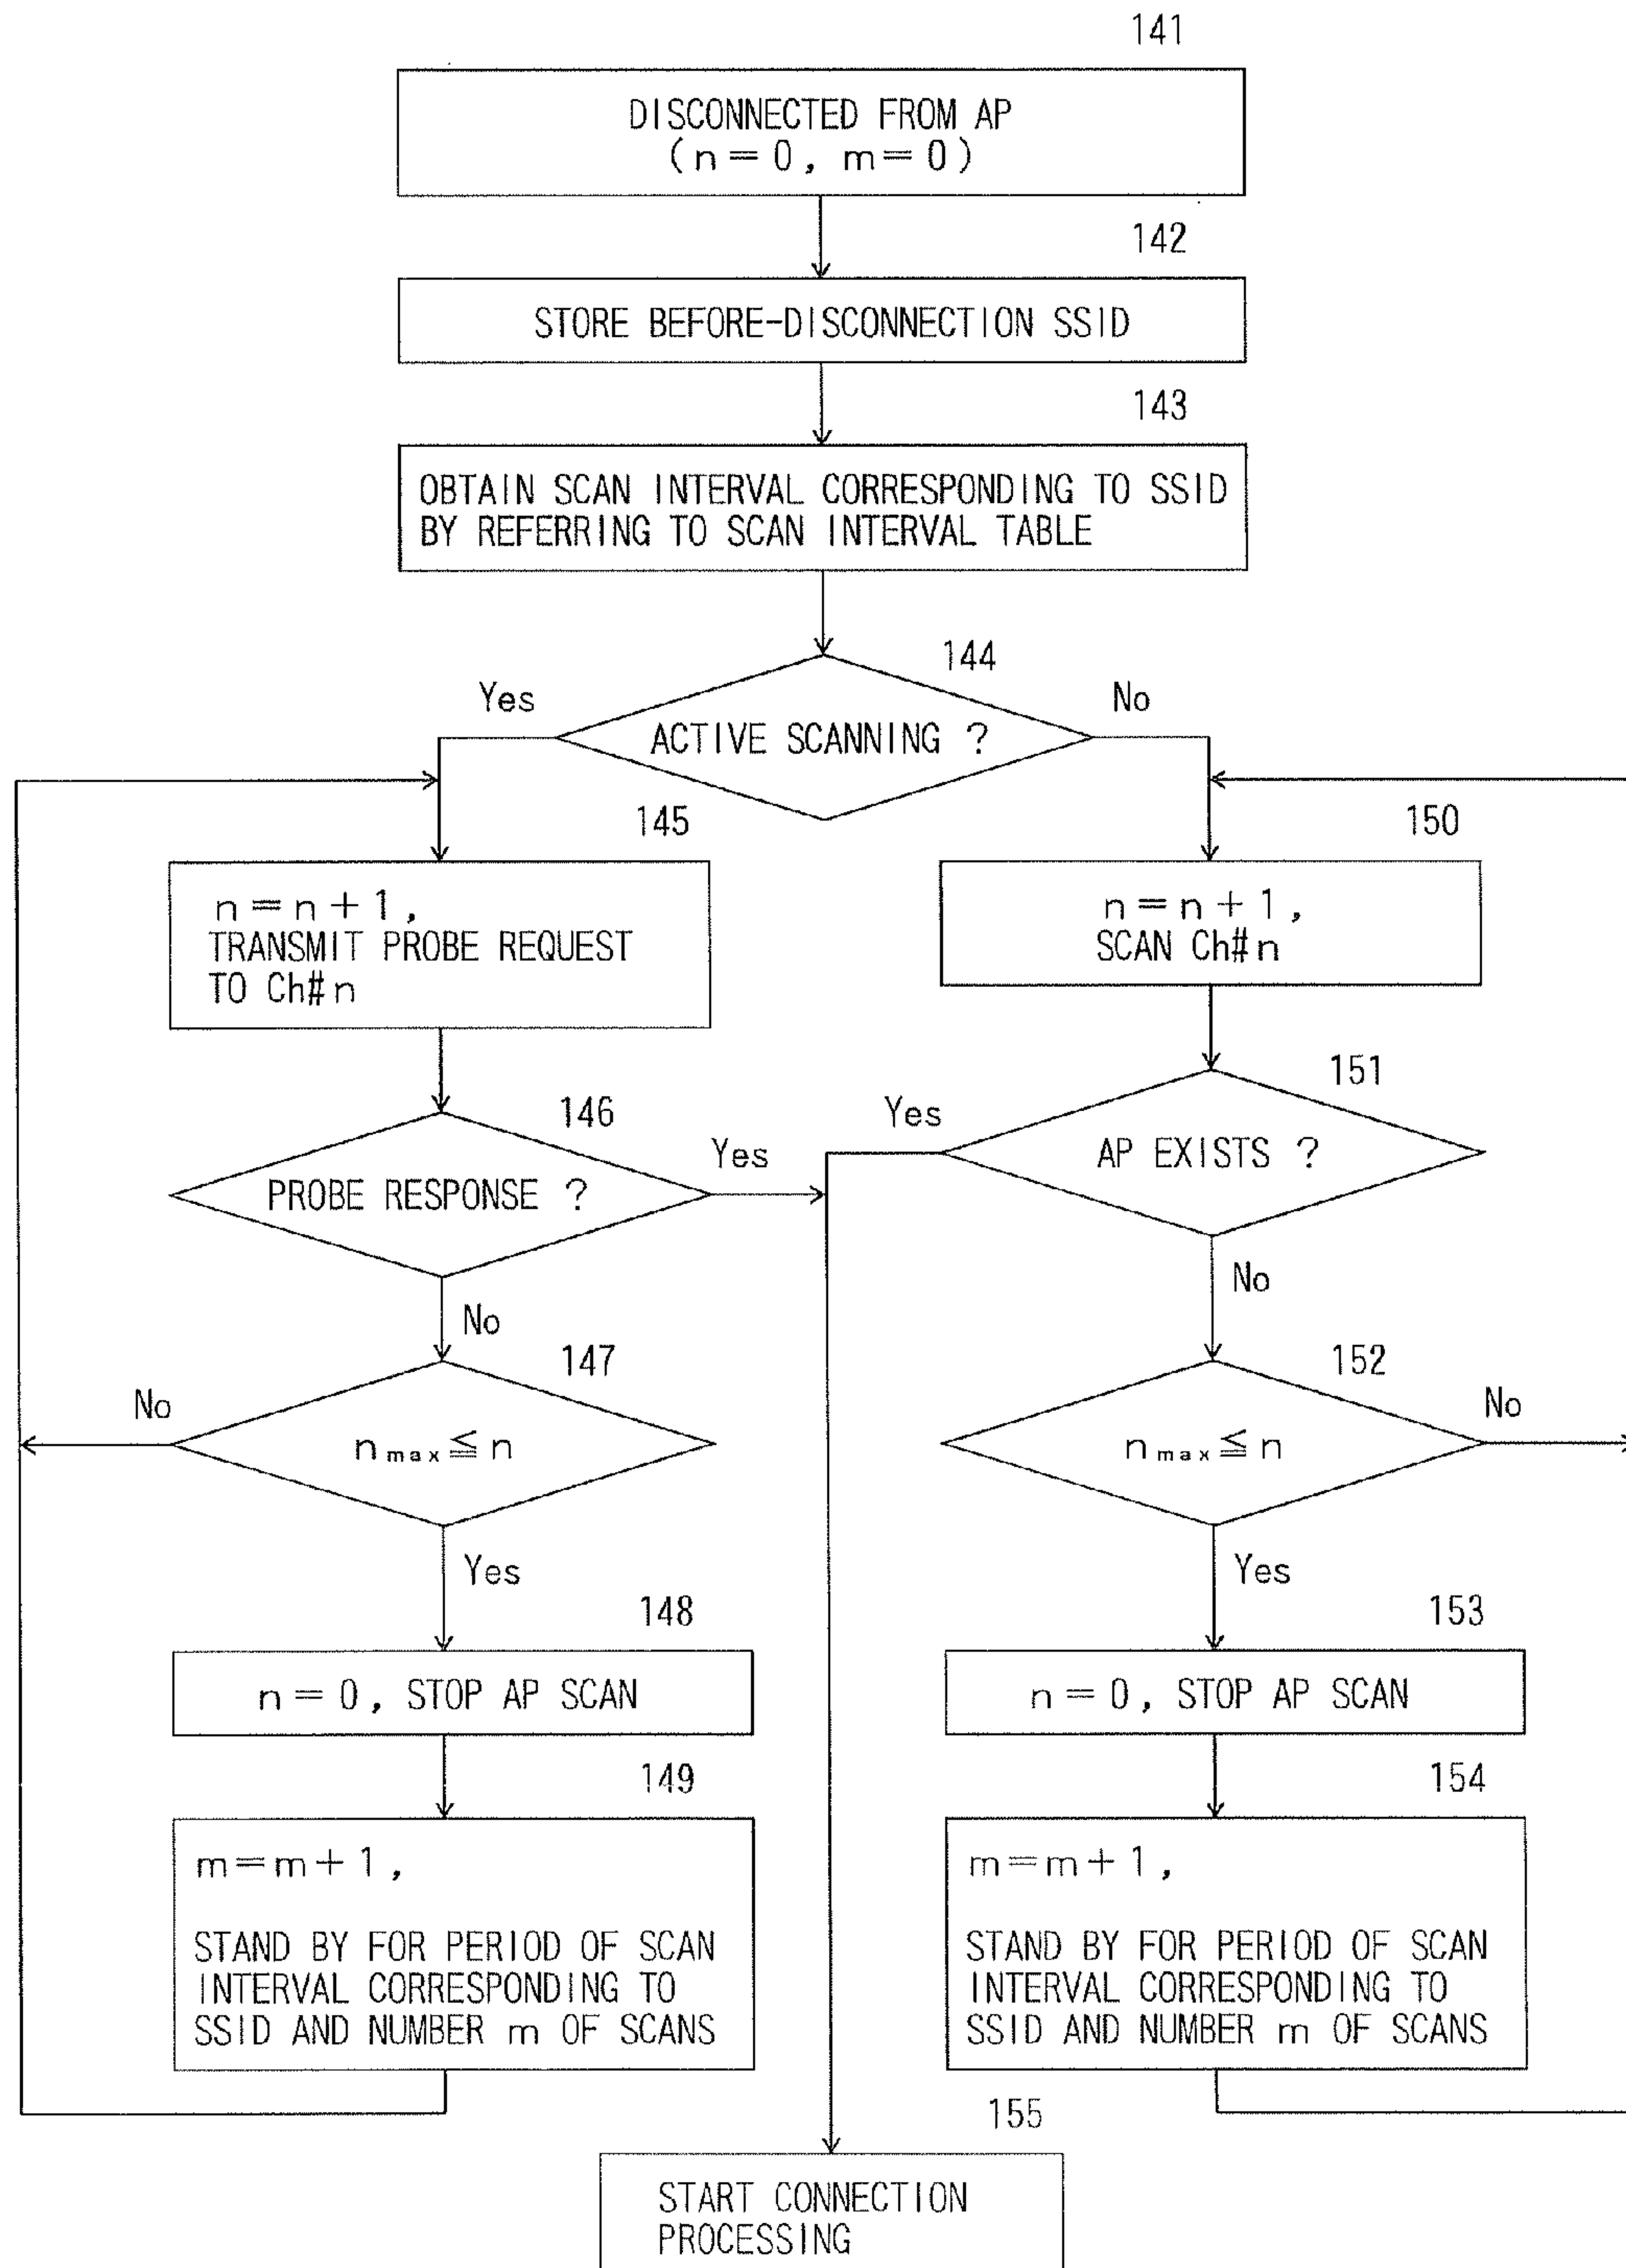 141
DISCONNECTED FROM AP
(n=0, m=0)
142
STORE BEFORE-DISCONNECTION SSID
143
OBTAIN SCAN INTERVAL CORRESPONDING TO SSID
BY REFERRING TO SCAN INTERVAL TABLE
144
Yes
ACTIVE SCANNING ?
No
145
n=n+1,
TRANSMIT PROBE REQUEST
TO Ch#n
150
n=n+1,
SCAN Ch#n
146
PROBE RESPONSE ?
Yes
No
151
Yes
AP EXISTS ?
No
147
No
nmax≦n
Yes
152
nmax≦n
No
Yes
148
n=0, STOP AP SCAN
153
n=0, STOP AP SCAN
149
m=m+1,
STAND BY FOR PERIOD OF SCAN
INTERVAL CORRESPONDING TO
SSID AND NUMBER m OF SCANS
154
m=m+1,
STAND BY FOR PERIOD OF SCAN
INTERVAL CORRESPONDING TO
SSID AND NUMBER m OF SCANS
155
START CONNECTION
PROCESSING